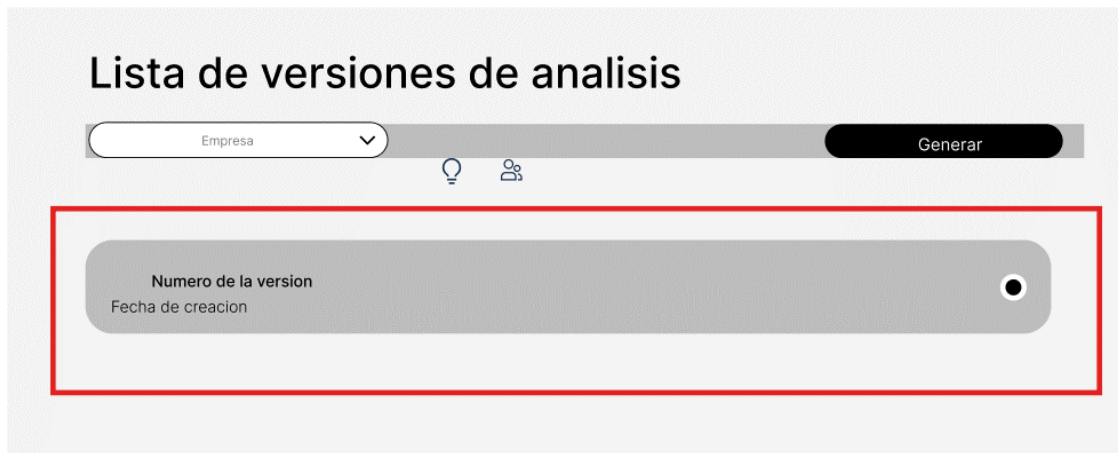 Lista de versiones de analisis
Empresa
Generar
Numero de la version
Fecha de creacion